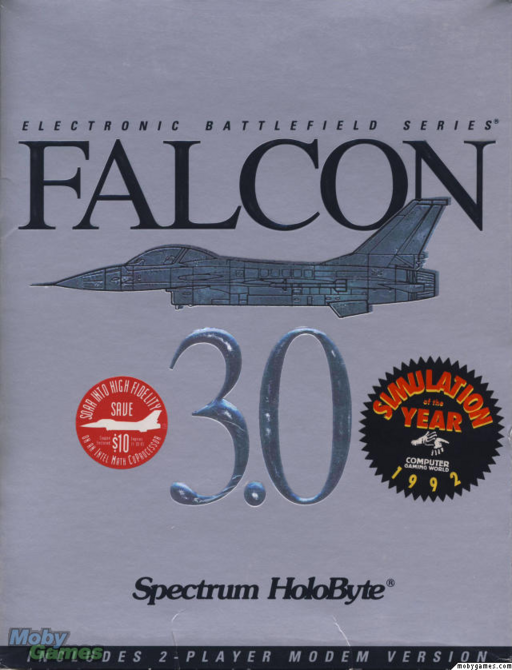 ELECTRONIC BATTLEFIELD SERIES®
FALCON
3.0
SOAR INTO HIGH FIDELITY
SAVE
$10
ON AN INTEL MATH COPROCESSOR
SIMULATION
of the
YEAR
COMPUTER
GAMING WORLD
1992
Spectrum HoloByte®
Moby
Games
INCLUDES 2-PLAYER MODEM VERSION
mobygames.com